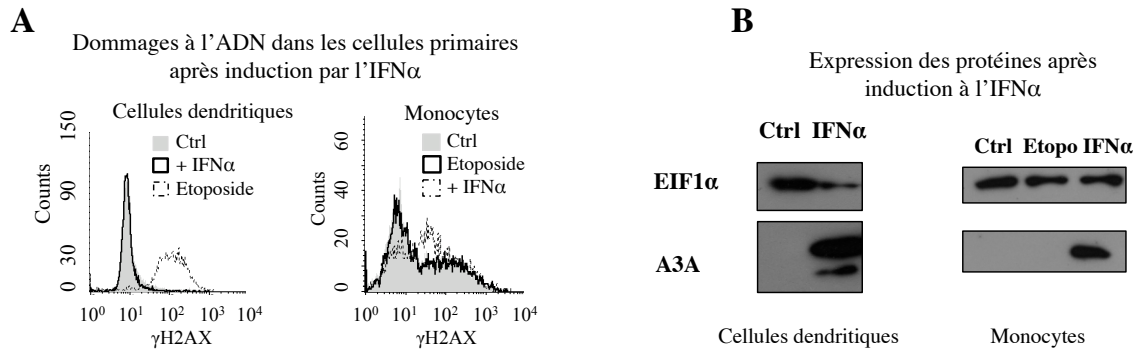 A
Dommages à l'ADN dans les cellules primaires
après induction par l'IFNα
Cellules dendritiques
Ctrl
+ IFNα
Etoposide
Counts
0 30 90 150
10⁰ 10¹ 10² 10³ 10⁴
γH2AX
Monocytes
Ctrl
Etoposide
+ IFNα
Counts
0 20 40 60
10⁰ 10¹ 10² 10³ 10⁴
γH2AX
B
Expression des protéines après
induction à l'IFNα
Ctrl IFNα
Ctrl Etopo IFNα
EIF1α
A3A
Cellules dendritiques
Monocytes